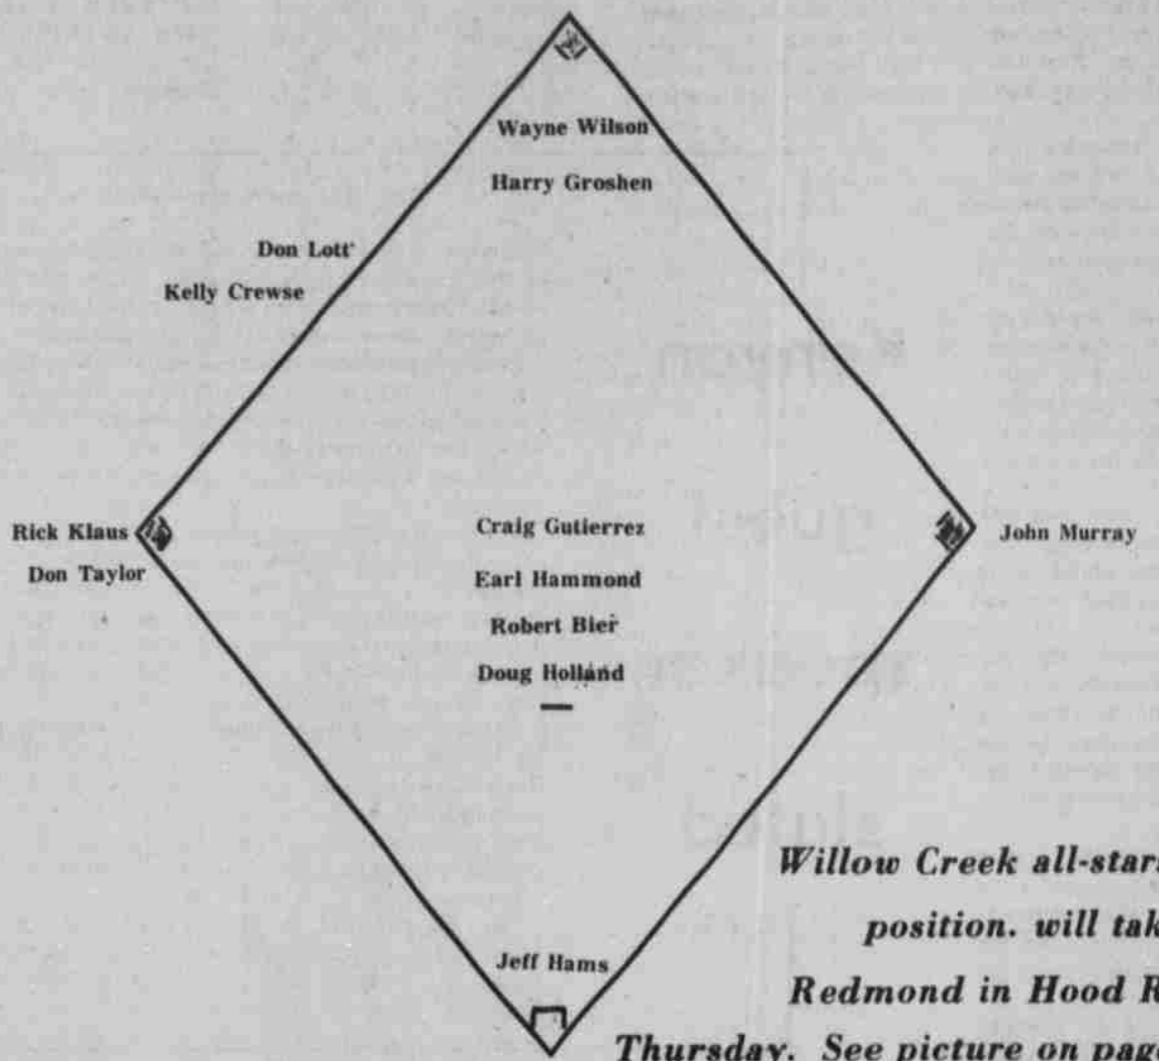 Wayne Wilson
Harry Groshen
Don Lott
Kelly Crewse
Rick Klaus
Craig Gutierrez
John Murray
Don Taylor
Earl Hammond
Robert Bier
Doug Holland
Willow Creek all-stars
position. will tak
Jeff Hams
Redmond in Hood R
Thursday. See picture on pag